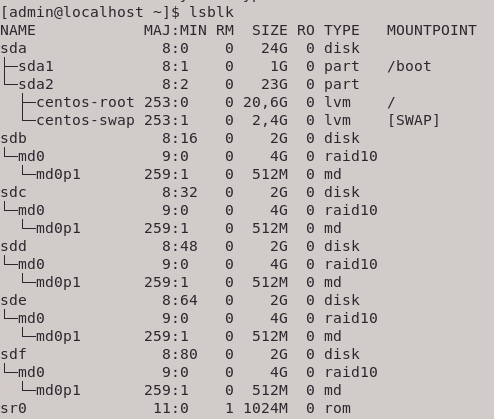 [admin@localhost ~]$ lsblk
NAME            MAJ:MIN RM  SIZE RO TYPE   MOUNTPOINT
sda               8:0    0   24G  0 disk
├─sda1            8:1    0    1G  0 part   /boot
└─sda2            8:2    0   23G  0 part
  ├─centos-root 253:0    0 20,6G  0 lvm    /
  └─centos-swap 253:1    0  2,4G  0 lvm    [SWAP]
sdb               8:16   0    2G  0 disk
└─md0             9:0    0    4G  0 raid10
  └─md0p1       259:1    0  512M  0 md
sdc               8:32   0    2G  0 disk
└─md0             9:0    0    4G  0 raid10
  └─md0p1       259:1    0  512M  0 md
sdd               8:48   0    2G  0 disk
└─md0             9:0    0    4G  0 raid10
  └─md0p1       259:1    0  512M  0 md
sde               8:64   0    2G  0 disk
└─md0             9:0    0    4G  0 raid10
  └─md0p1       259:1    0  512M  0 md
sdf               8:80   0    2G  0 disk
└─md0             9:0    0    4G  0 raid10
  └─md0p1       259:1    0  512M  0 md
sr0              11:0    1 1024M  0 rom